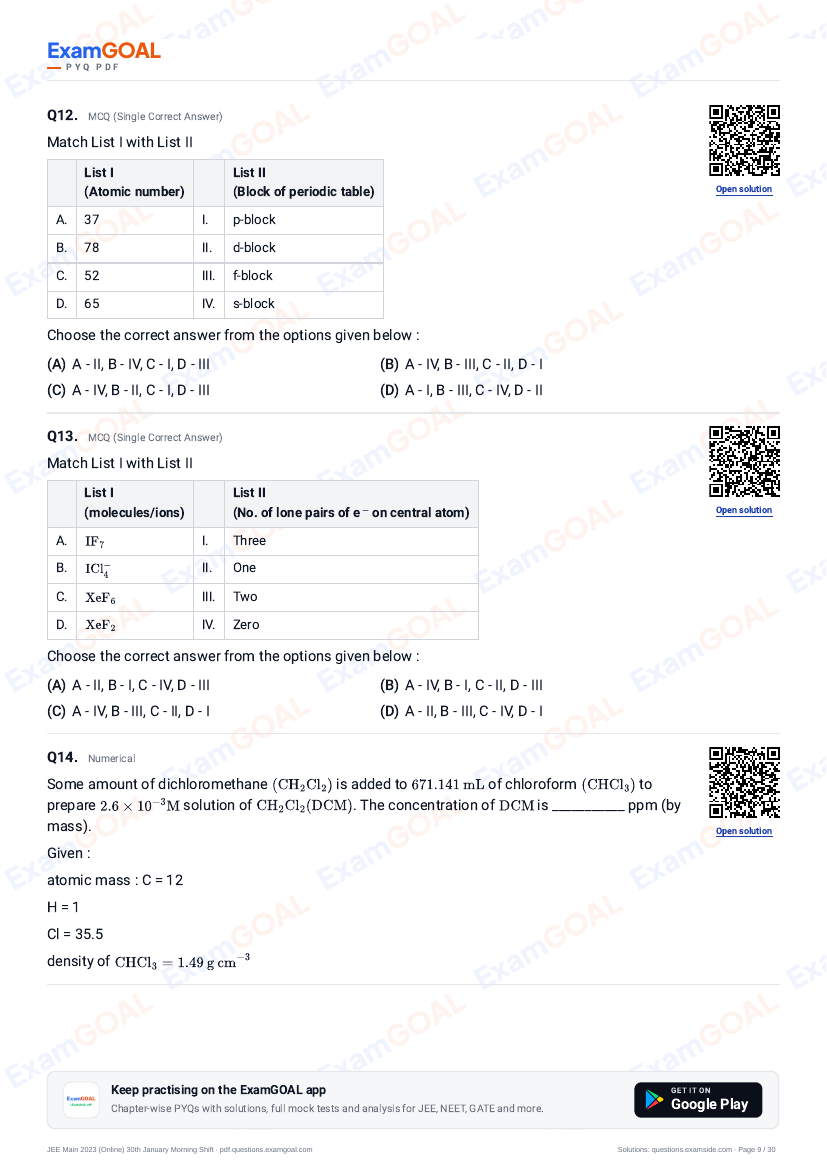 ExamGOAL
PYQ PDF
Q12. MCQ (Single Correct Answer)
Match List I with List II
List I (Atomic number) List II (Block of periodic table)
A. 37 I. p-block
B. 78 II. d-block
C. 52 III. f-block
D. 65 IV. s-block
Choose the correct answer from the options given below :
(A) A - II, B - IV, C - I, D - III (B) A - IV, B - III, C - II, D - I
(C) A - IV, B - II, C - I, D - III (D) A - I, B - III, C - IV, D - II
Open solution
Q13. MCQ (Single Correct Answer)
Match List I with List II
List I (molecules/ions) List II (No. of lone pairs of e⁻ on central atom)
A. IF₇ I. Three
B. ICl₄⁻ II. One
C. XeF₆ III. Two
D. XeF₂ IV. Zero
Choose the correct answer from the options given below :
(A) A - II, B - I, C - IV, D - III (B) A - IV, B - I, C - II, D - III
(C) A - IV, B - III, C - II, D - I (D) A - II, B - III, C - IV, D - I
Open solution
Q14. Numerical
Some amount of dichloromethane (CH₂Cl₂) is added to 671.141 mL of chloroform (CHCl₃) to
prepare 2.6 × 10⁻³M solution of CH₂Cl₂(DCM). The concentration of DCM is __________ ppm (by
mass).
Open solution
Given :
atomic mass : C = 12
H = 1
Cl = 35.5
density of CHCl₃ = 1.49 g cm⁻³
Keep practising on the ExamGOAL app
Chapter-wise PYQs with solutions, full mock tests and analysis for JEE, NEET, GATE and more.
GET IT ON
Google Play
JEE Main 2023 (Online) 30th January Morning Shift · pdf.questions.examgoal.com
Solutions: questions.examside.com · Page 9 / 30